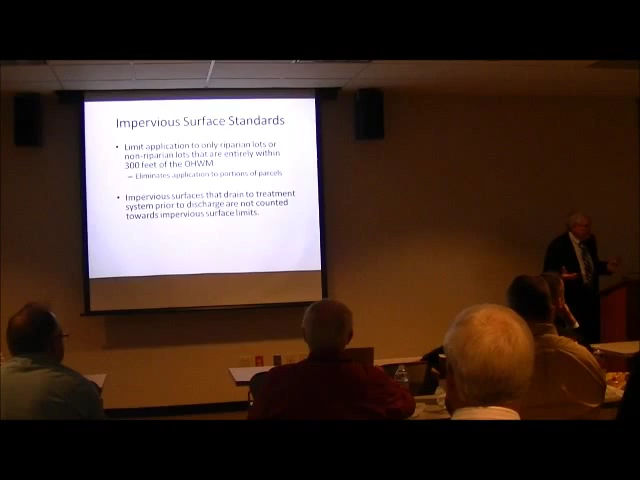 Impervious Surface Standards
• Limit application to only riparian lots or
non-riparian lots that are entirely within
300 feet of the OHWM
– Eliminates application to portions of parcels
• Impervious surfaces that drain to treatment
system prior to discharge are not counted
towards impervious surface limits.